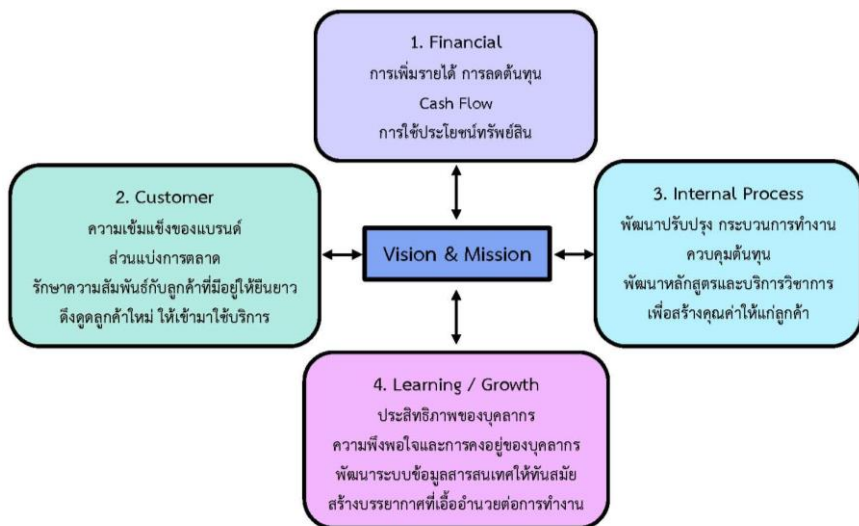 1. Financial
การเพิ่มรายได้ การลดต้นทุน
Cash Flow
การใช้ประโยชน์ทรัพย์สิน
2. Customer
ความเข้มแข็งของแบรนด์
ส่วนแบ่งการตลาด
รักษาความสัมพันธ์กับลูกค้าที่มีอยู่ให้ยืนยาว
ดึงดูดลูกค้าใหม่ ให้เข้ามาใช้บริการ
Vision & Mission
3. Internal Process
พัฒนาปรับปรุง กระบวนการทำงาน
ควบคุมต้นทุน
พัฒนาหลักสูตรและบริการวิชาการ
เพื่อสร้างคุณค่าให้แก่ลูกค้า
4. Learning / Growth
ประสิทธิภาพของบุคลากร
ความพึงพอใจและการคงอยู่ของบุคลากร
พัฒนาระบบข้อมูลสารสนเทศให้ทันสมัย
สร้างบรรยากาศที่เอื้ออำนวยต่อการทำงาน